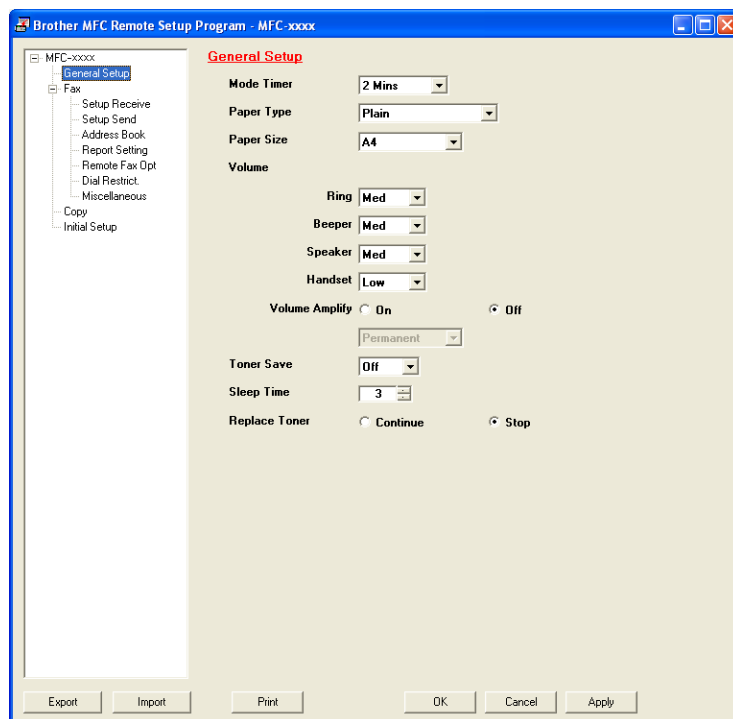 Brother MFC Remote Setup Program - MFC-xxxx
MFC-xxxx
General Setup
Fax
Setup Receive
Setup Send
Address Book
Report Setting
Remote Fax Opt
Dial Restrict.
Miscellaneous
Copy
Initial Setup
General Setup
Mode Timer 2 Mins
Paper Type Plain
Paper Size A4
Volume
Ring Med
Beeper Med
Speaker Med
Handset Low
Volume Amplify On Off
Permanent
Toner Save Off
Sleep Time 3
Replace Toner Continue Stop
Export Import Print OK Cancel Apply